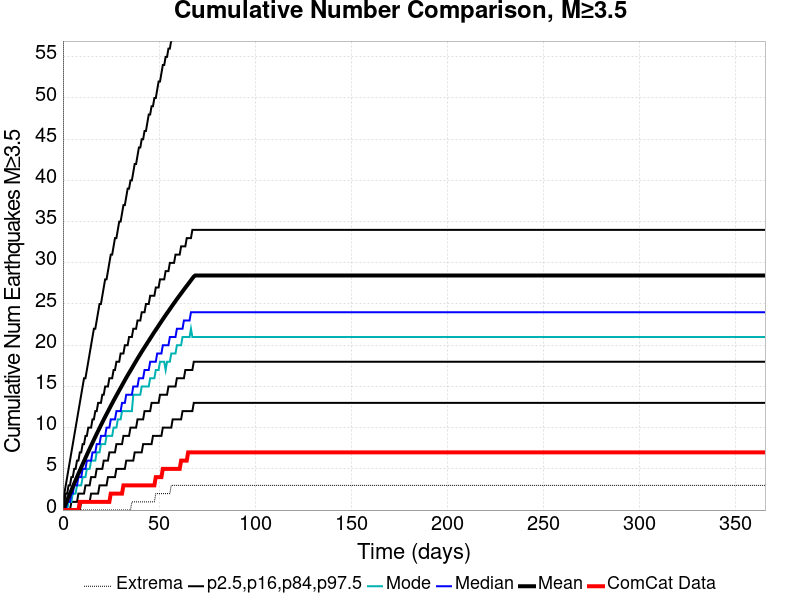 Cumulative Number Comparison, M≥3.5
Cumulative Num Earthquakes M≥3.5
55
50
45
40
35
30
25
20
15
10
5
0
0 50 100 150 200 250 300 350
Time (days)
Extrema p2.5,p16,p84,p97.5 Mode Median Mean ComCat Data